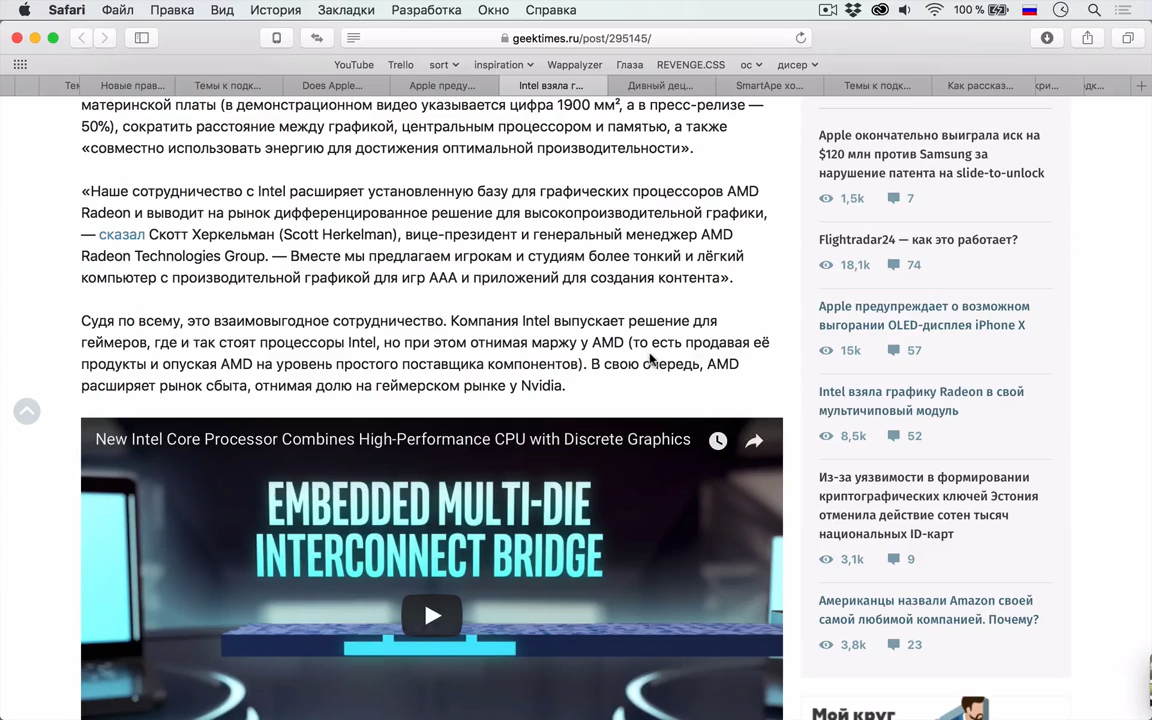 Safari Файл Правка Вид История Закладки Разработка Окно Справка 100 %
geektimes.ru/post/295145/
YouTube Trello sort inspiration Wappalyzer Глаза REVENGE.CSS ос дисер
Тем Новые прав... Темы к подк... Does Apple... Apple преду... Intel взяла г... Дивный дец... SmartApe хо... Темы к подк... Как рассказ... крип... одк...
материнской платы (в демонстрационном видео указывается цифра 1900 мм², а в пресс-релизе —
50%), сократить расстояние между графикой, центральным процессором и памятью, а также
«совместно использовать энергию для достижения оптимальной производительности».
«Наше сотрудничество с Intel расширяет установленную базу для графических процессоров AMD
Radeon и выводит на рынок дифференцированное решение для высокопроизводительной графики,
— сказал Скотт Херкельман (Scott Herkelman), вице-президент и генеральный менеджер AMD
Radeon Technologies Group. — Вместе мы предлагаем игрокам и студиям более тонкий и лёгкий
компьютер с производительной графикой для игр AAA и приложений для создания контента».
Судя по всему, это взаимовыгодное сотрудничество. Компания Intel выпускает решение для
геймеров, где и так стоят процессоры Intel, но при этом отнимая маржу у AMD (то есть продавая её
продукты и опуская AMD на уровень простого поставщика компонентов). В свою очередь, AMD
расширяет рынок сбыта, отнимая долю на геймерском рынке у Nvidia.
New Intel Core Processor Combines High-Performance CPU with Discrete Graphics
EMBEDDED MULTI-DIE
INTERCONNECT BRIDGE
Apple окончательно выиграла иск на
$120 млн против Samsung за
нарушение патента на slide-to-unlock
1,5k 7
Flightradar24 — как это работает?
18,1k 74
Apple предупреждает о возможном
выгорании OLED-дисплея iPhone X
15k 57
Intel взяла графику Radeon в свой
мультичиповый модуль
8,5k 52
Из-за уязвимости в формировании
криптографических ключей Эстония
отменила действие сотен тысяч
национальных ID-карт
3,1k 9
Американцы назвали Amazon своей
самой любимой компанией. Почему?
3,8k 23
Мой круг